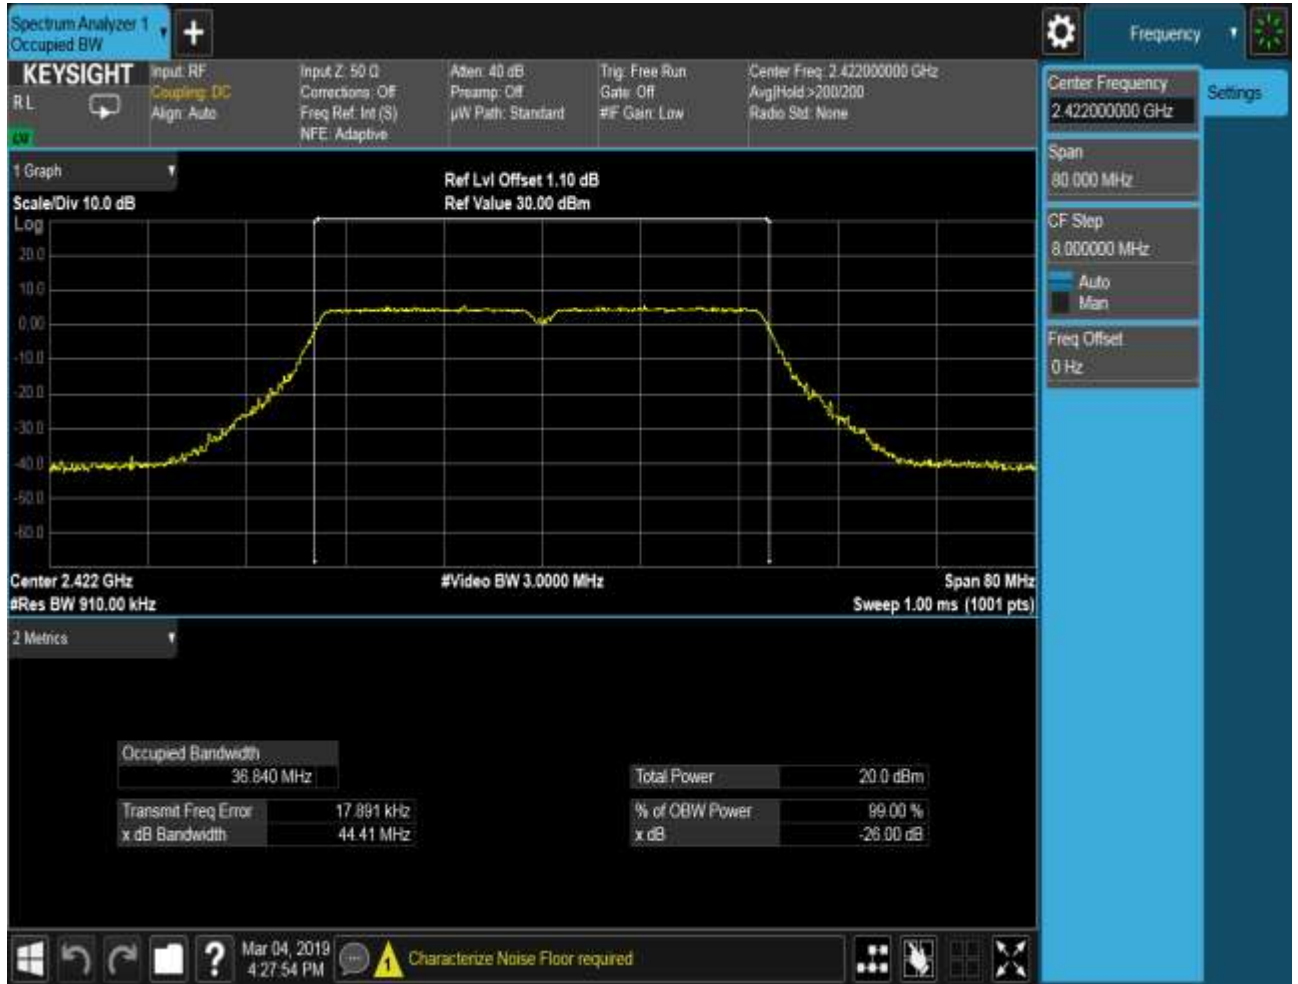 Spectrum Analyzer 1
Occupied BW
Frequency
KEYSIGHT
R L
Input: RF
Coupling: DC
Align: Auto
Input Z: 50 Ω
Corrections: Off
Freq Ref: Int (S)
NFE: Adaptive
Atten: 40 dB
Preamp: Off
µW Path: Standard
Trig: Free Run
Gate: Off
#IF Gain: Low
Center Freq: 2.422000000 GHz
Avg|Hold:>200/200
Radio Std: None
Center Frequency
2.422000000 GHz
Settings
Span
80.000 MHz
CF Step
8.000000 MHz
Auto
Man
Freq Offset
0 Hz
1 Graph
Scale/Div 10.0 dB
Ref Lvl Offset 1.10 dB
Ref Value 30.00 dBm
Log
20.0
10.0
0.00
-10.0
-20.0
-30.0
-40.0
-50.0
-60.0
Center 2.422 GHz
#Video BW 3.0000 MHz
Span 80 MHz
#Res BW 910.00 kHz
Sweep 1.00 ms (1001 pts)
2 Metrics
Occupied Bandwidth
36.840 MHz
Total Power 20.0 dBm
Transmit Freq Error 17.891 kHz
% of OBW Power 99.00 %
x dB Bandwidth 44.41 MHz
x dB -26.00 dB
?
Mar 04, 2019
4:27:54 PM
1
Characterize Noise Floor required